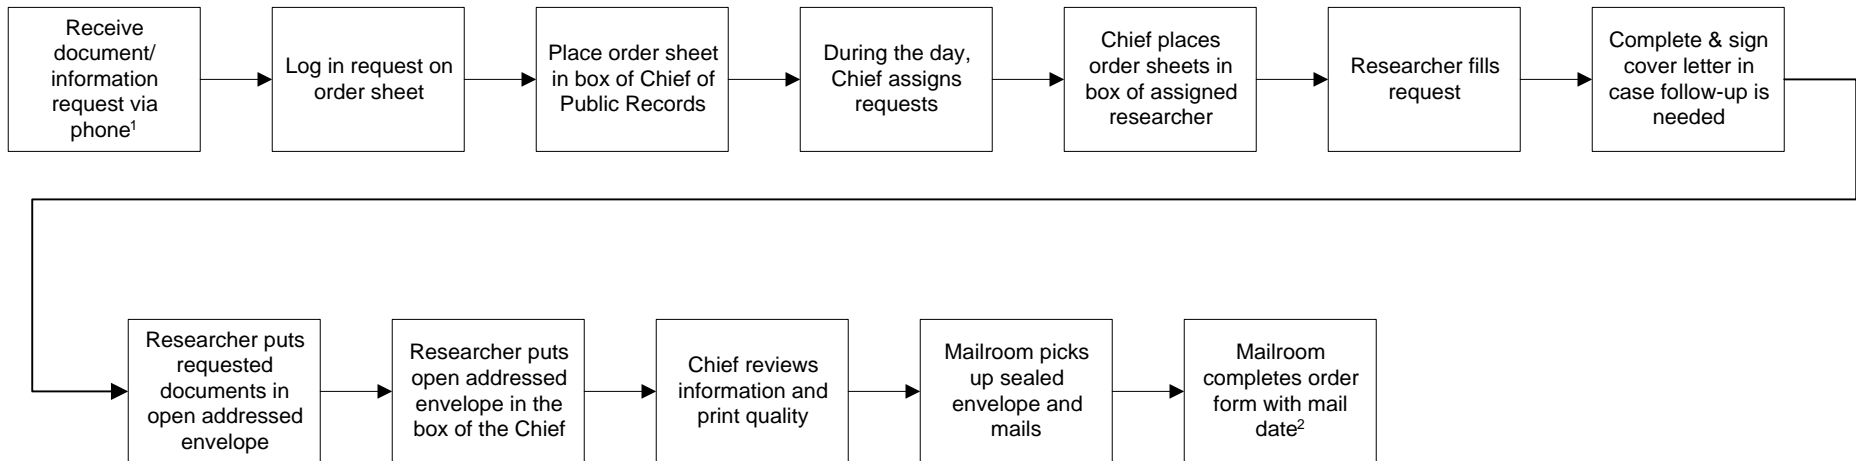 Receive
document/
information
request via
phone¹
Log in request on
order sheet
Place order sheet
in box of Chief of
Public Records
During the day,
Chief assigns
requests
Chief places
order sheets in
box of assigned
researcher
Researcher fills
request
Complete & sign
cover letter in
case follow-up is
needed
Researcher puts
requested
documents in
open addressed
envelope
Researcher puts
open addressed
envelope in the
box of the Chief
Chief reviews
information and
print quality
Mailroom picks
up sealed
envelope and
mails
Mailroom
completes order
form with mail
date²